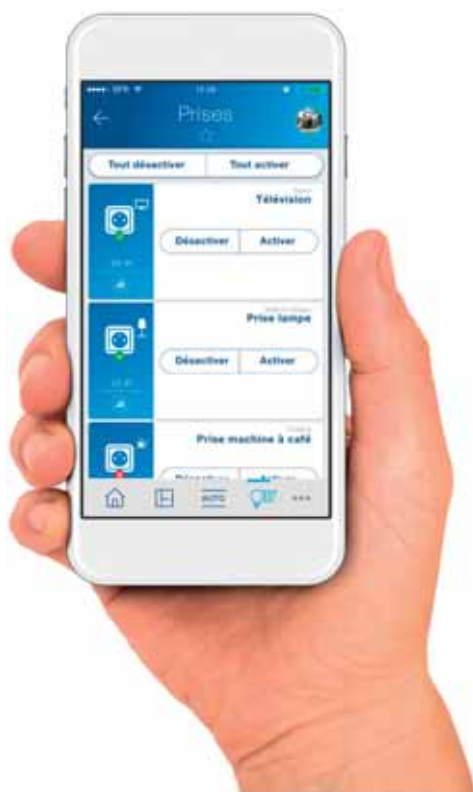 Prises
Tout désactiver Tout activer
Télévision
Désactiver Activer
Prise lampe
Désactiver Activer
Prise machine à café
AUTO